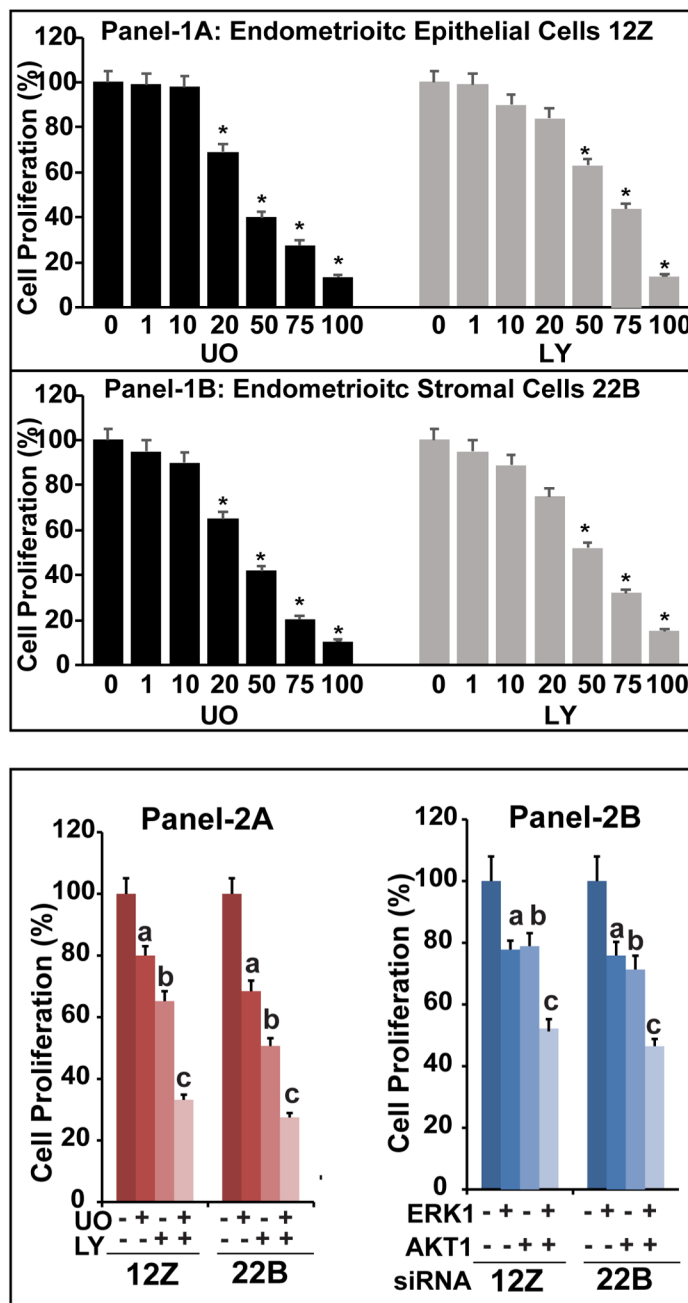 Panel-1A: Endometrioitc Epithelial Cells 12Z
Cell Proliferation (%)
120
100
80
60
40
20
0
* * * * * * *
0 1 10 20 50 75 100 0 1 10 20 50 75 100
UO LY
Panel-1B: Endometrioitc Stromal Cells 22B
Cell Proliferation (%)
120
100
80
60
40
20
0
* * * * * * *
0 1 10 20 50 75 100 0 1 10 20 50 75 100
UO LY
Panel-2A
Cell Proliferation (%)
120
100
80
60
40
20
0
a b c a b c
UO - + - + - + - +
LY - - + + - - + +
12Z 22B
Panel-2B
Cell Proliferation (%)
120
100
80
60
40
20
0
a b c a b c
ERK1 - + - + - + - +
AKT1 - - + + - - + +
siRNA 12Z 22B